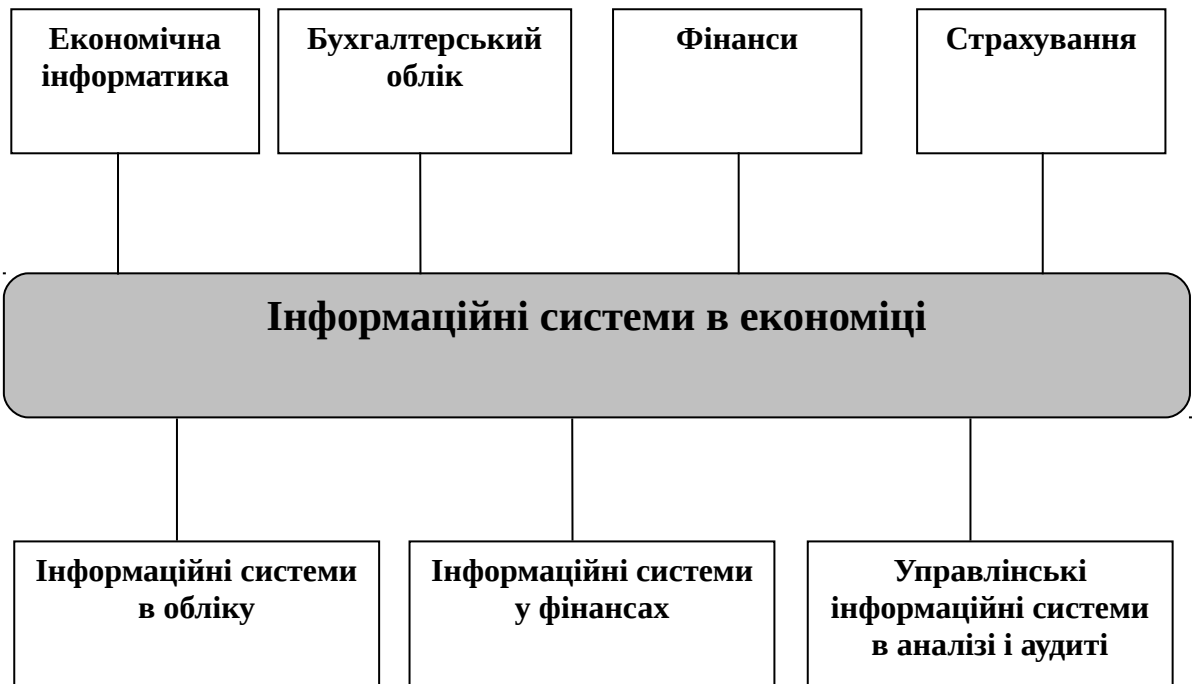 Економічна
інформатика
Бухгалтерський
облік
Фінанси
Страхування
Інформаційні системи в економіці
Інформаційні системи
в обліку
Інформаційні системи
у фінансах
Управлінські
інформаційні системи
в аналізі і аудиті